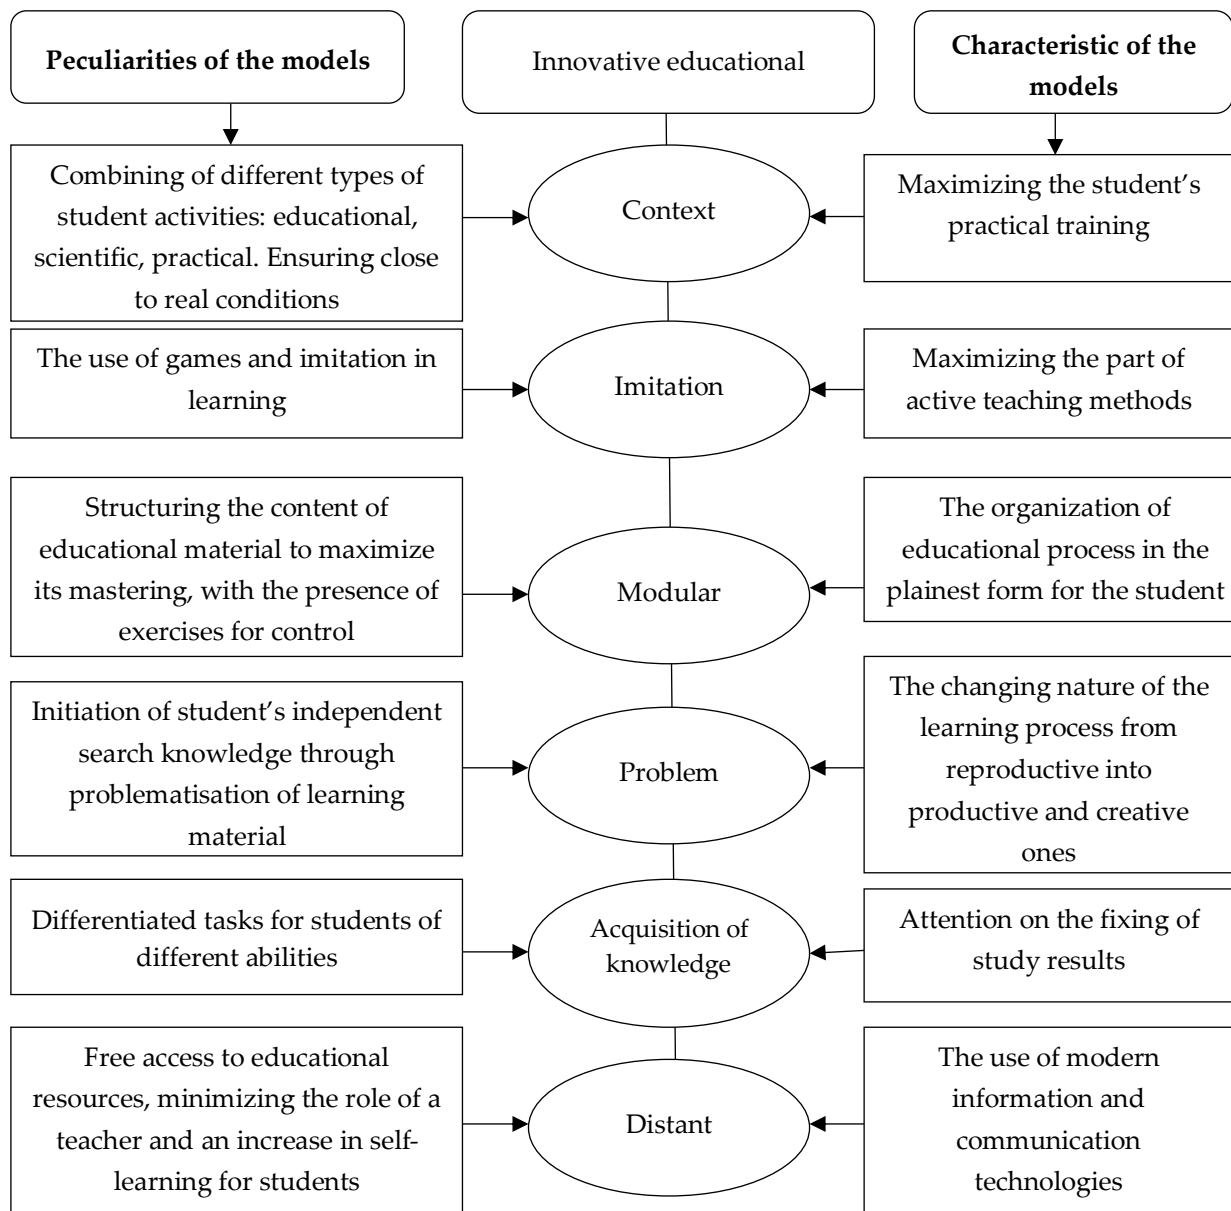 Peculiarities of the models
Innovative educational
Characteristic of the
models
Combining of different types of
student activities: educational,
scientific, practical. Ensuring close
to real conditions
Context
Maximizing the student’s
practical training
The use of games and imitation in
learning
Imitation
Maximizing the part of
active teaching methods
Structuring the content of
educational material to maximize
its mastering, with the presence of
exercises for control
Modular
The organization of
educational process in the
plainest form for the student
Initiation of student’s independent
search knowledge through
problematisation of learning
material
Problem
The changing nature of the
learning process from
reproductive into
productive and creative
ones
Differentiated tasks for students of
different abilities
Acquisition of
knowledge
Attention on the fixing of
study results
Free access to educational
resources, minimizing the role of a
teacher and an increase in self-
learning for students
Distant
The use of modern
information and
communication
technologies